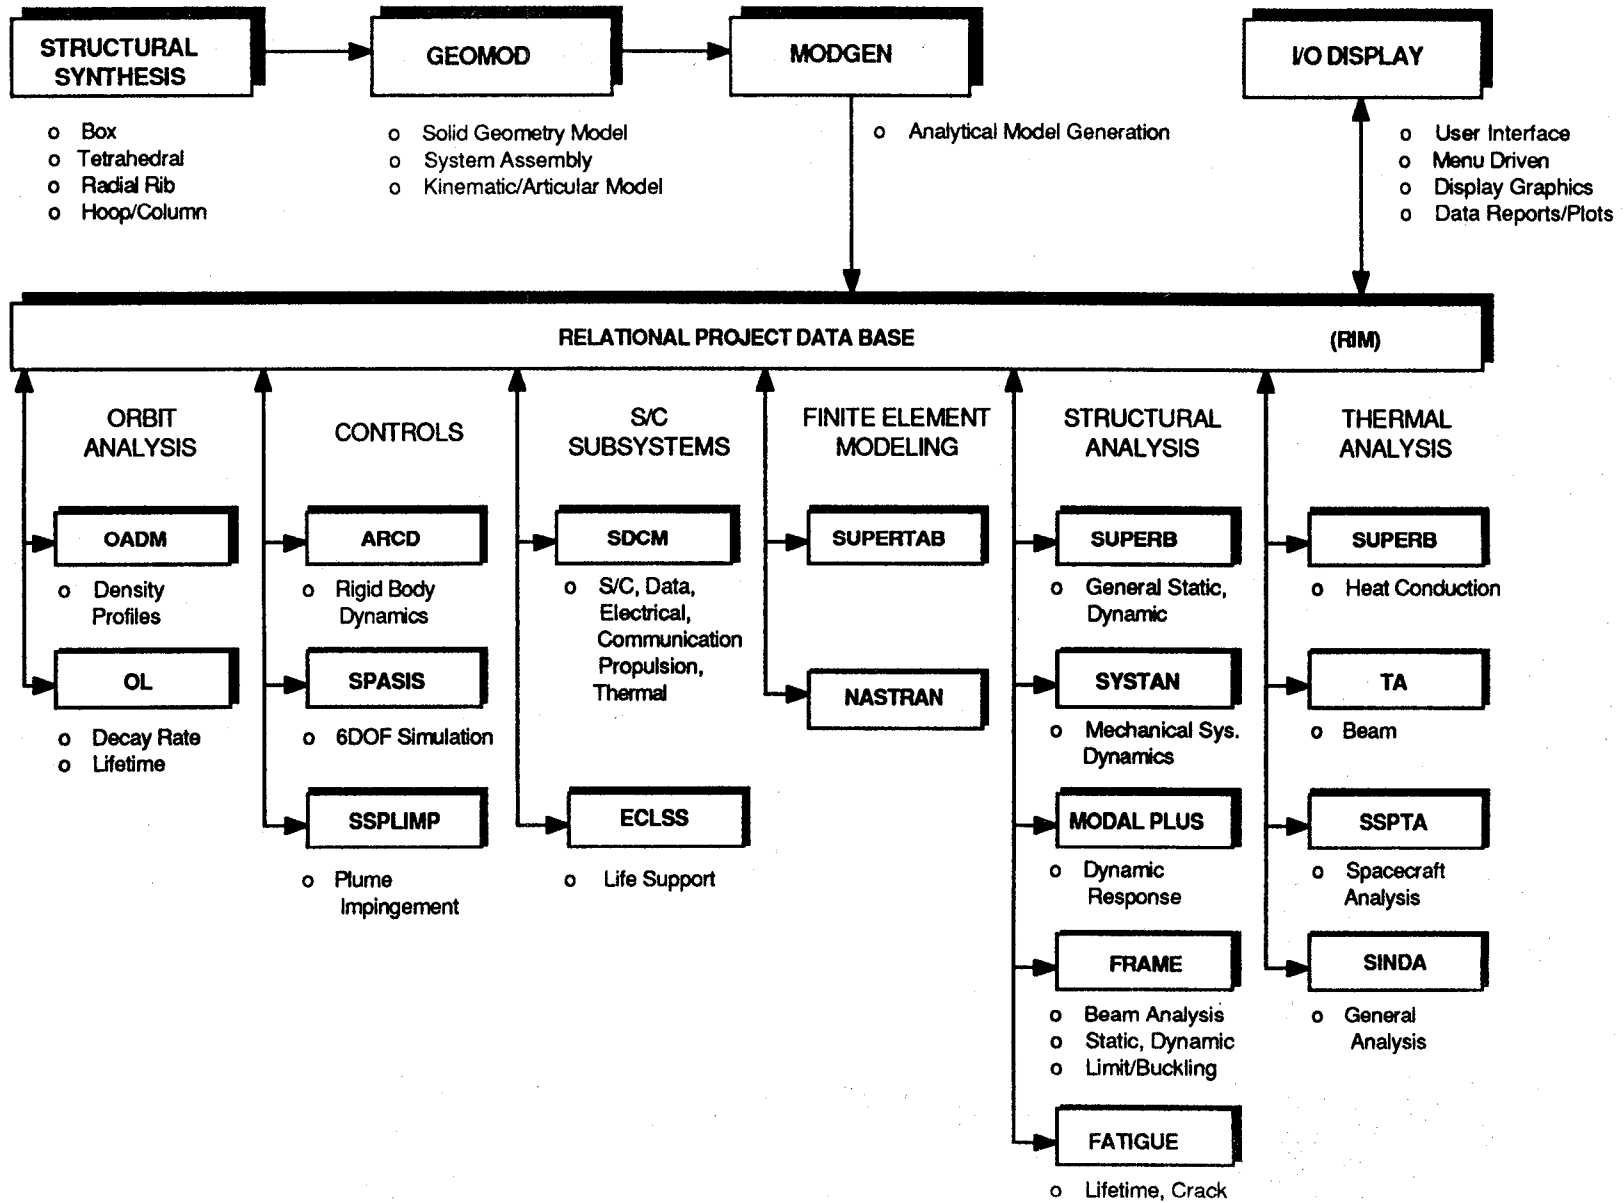 STRUCTURAL
SYNTHESIS
GEOMOD
MODGEN
I/O DISPLAY
o Box
o Tetrahedral
o Radial Rib
o Hoop/Column
o Solid Geometry Model
o System Assembly
o Kinematic/Articular Model
o Analytical Model Generation
o User Interface
o Menu Driven
o Display Graphics
o Data Reports/Plots
RELATIONAL PROJECT DATA BASE (RIM)
ORBIT
ANALYSIS
OADM
o Density
Profiles
OL
o Decay Rate
o Lifetime
CONTROLS
ARCD
o Rigid Body
Dynamics
SPASIS
o 6DOF Simulation
SSPLIMP
o Plume
Impingement
S/C
SUBSYSTEMS
SDCM
o S/C, Data,
Electrical,
Communication
Propulsion,
Thermal
ECLSS
o Life Support
FINITE ELEMENT
MODELING
SUPERTAB
NASTRAN
STRUCTURAL
ANALYSIS
SUPERB
o General Static,
Dynamic
SYSTAN
o Mechanical Sys.
Dynamics
MODAL PLUS
o Dynamic
Response
FRAME
o Beam Analysis
o Static, Dynamic
o Limit/Buckling
FATIGUE
o Lifetime, Crack
THERMAL
ANALYSIS
SUPERB
o Heat Conduction
TA
o Beam
SSPTA
o Spacecraft
Analysis
SINDA
o General
Analysis